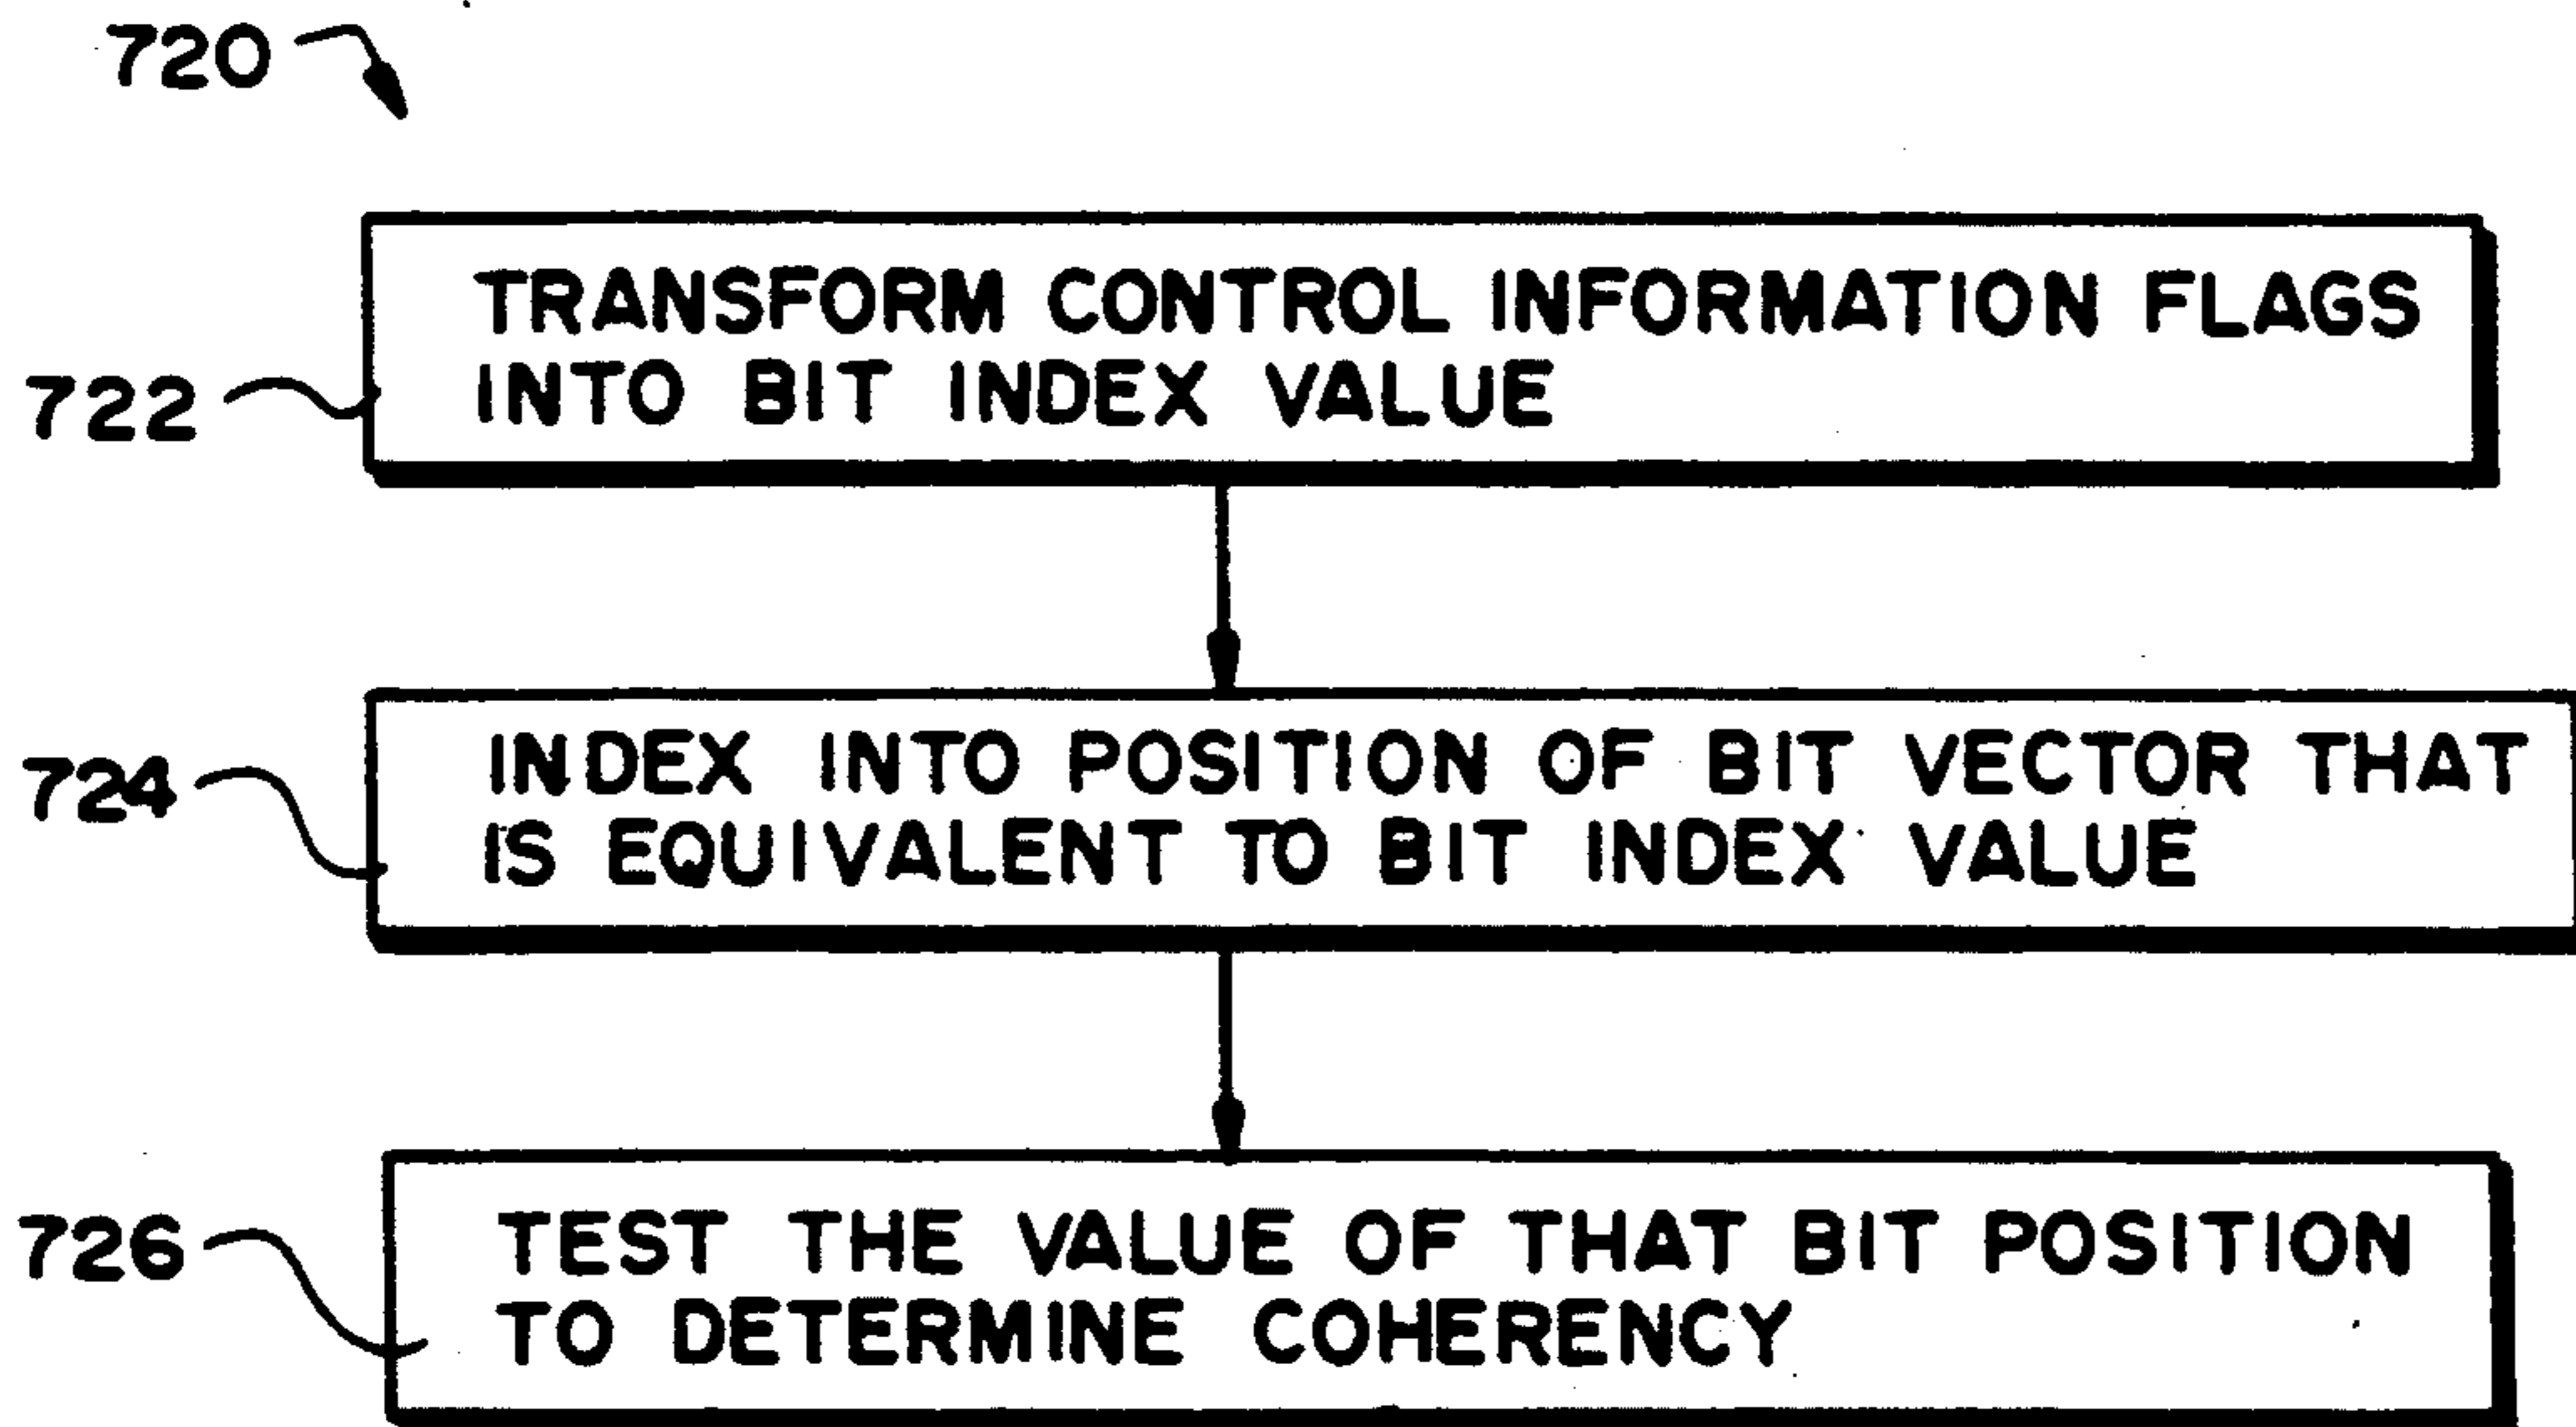 720
TRANSFORM CONTROL INFORMATION FLAGS
INTO BIT INDEX VALUE
722
INDEX INTO POSITION OF BIT VECTOR THAT
IS EQUIVALENT TO BIT INDEX VALUE
724
TEST THE VALUE OF THAT BIT POSITION
TO DETERMINE COHERENCY
726